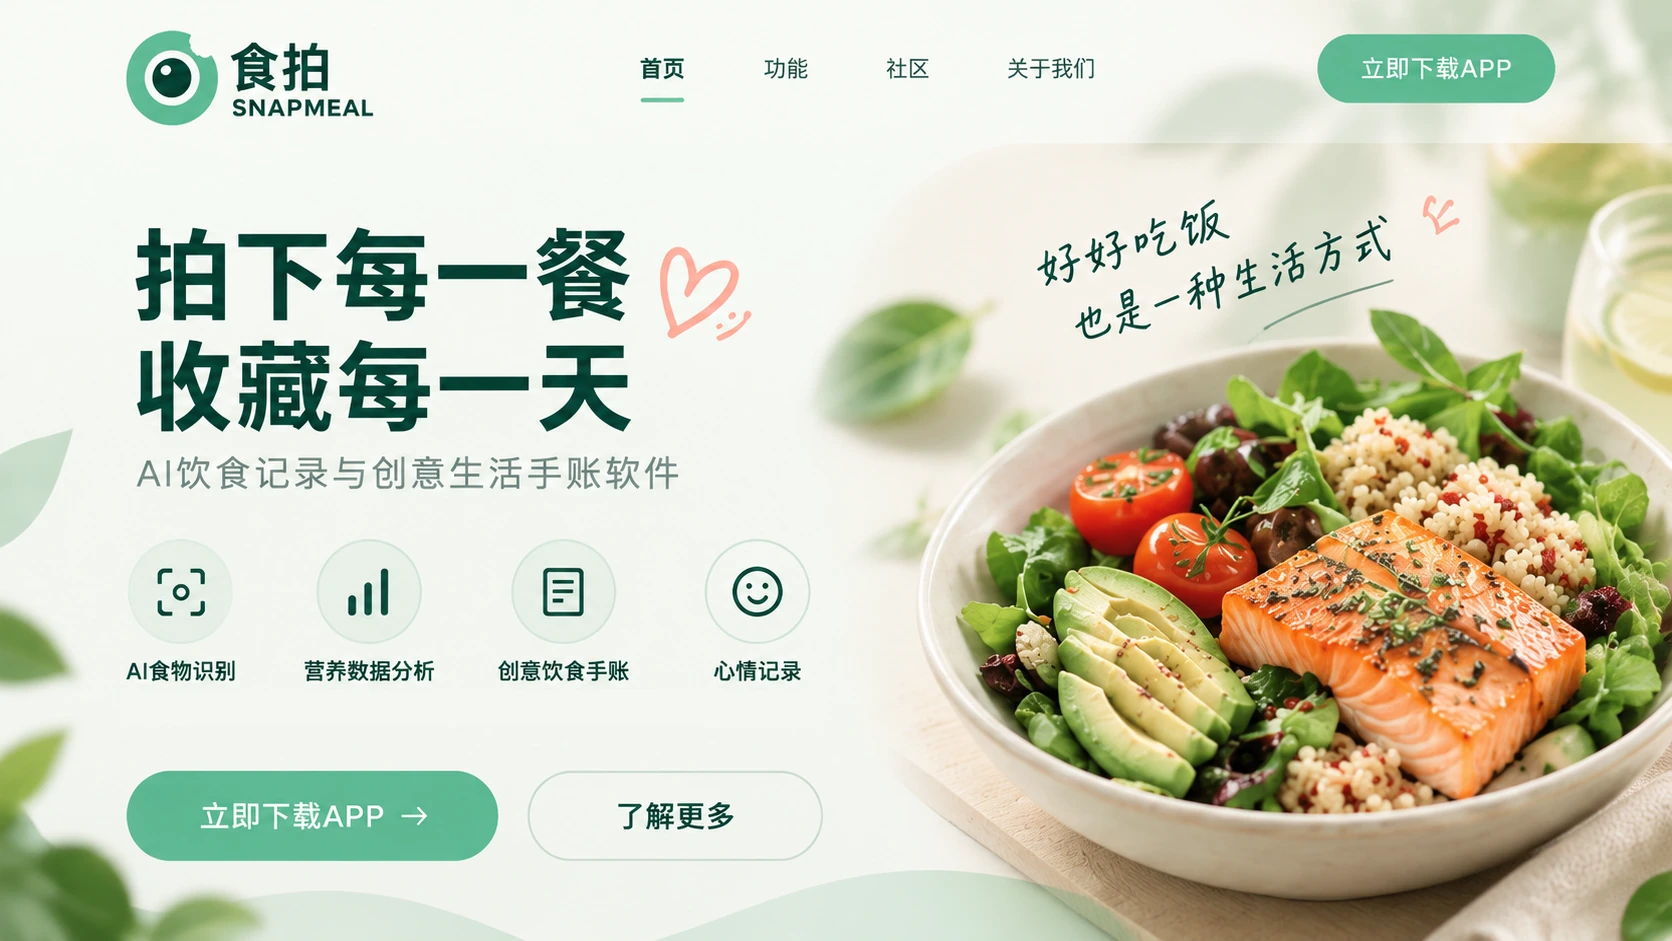 食拍
SNAPMEAL
首页
功能
社区
关于我们
立即下载APP
拍下每一餐
收藏每一天
AI饮食记录与创意生活手账软件
好好吃饭
也是一种生活方式
AI食物识别
营养数据分析
创意饮食手账
心情记录
立即下载APP →
了解更多